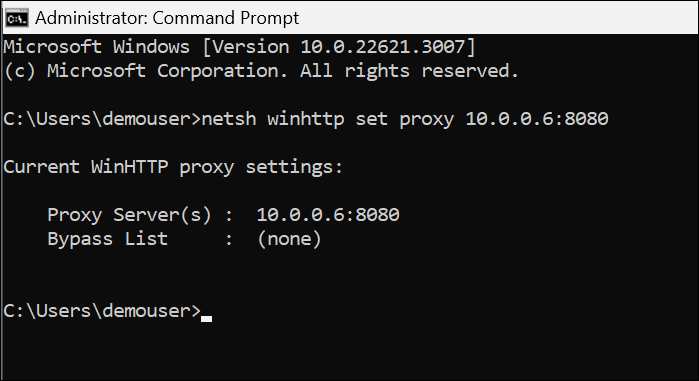 Administrator: Command Prompt
Microsoft Windows [Version 10.0.22621.3007]
(c) Microsoft Corporation. All rights reserved.
C:\Users\demouser>netsh winhttp set proxy 10.0.0.6:8080
Current WinHTTP proxy settings:
Proxy Server(s) :  10.0.0.6:8080
Bypass List     :  (none)
C:\Users\demouser>